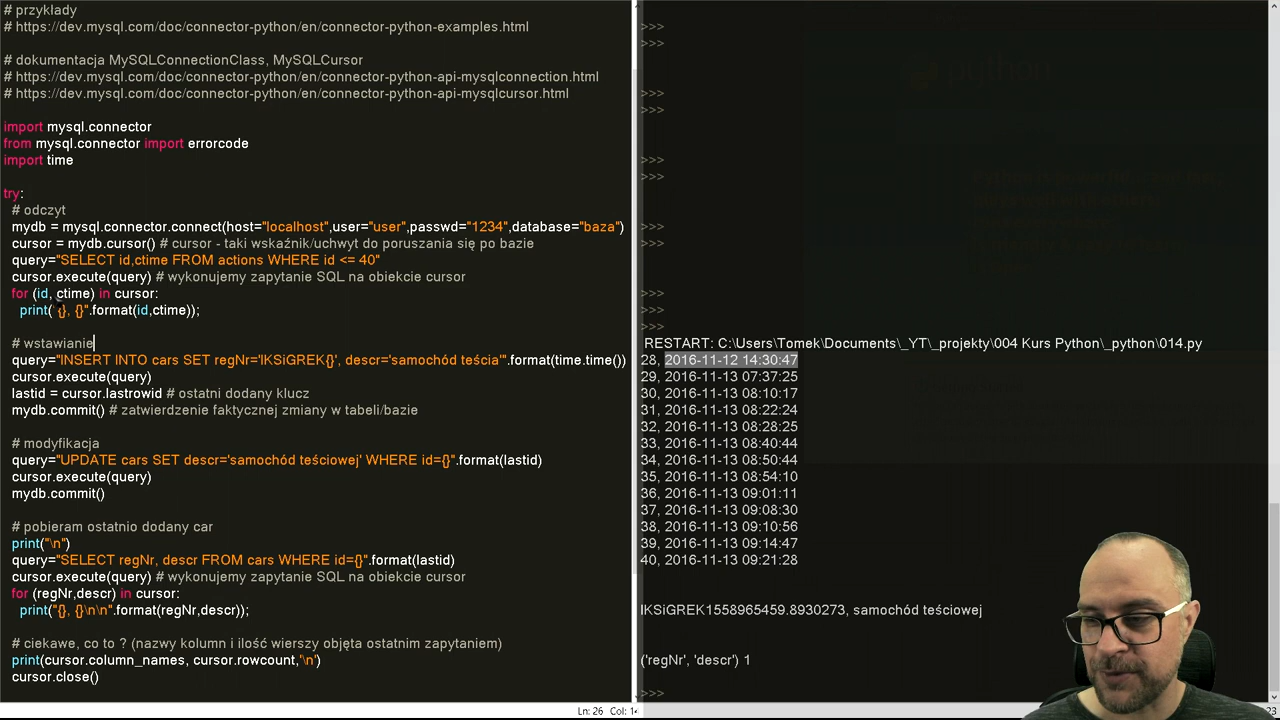 # przyklady
# https://dev.mysql.com/doc/connector-python/en/connector-python-examples.html
# dokumentacja MySQLConnectionClass, MySQLCursor
# https://dev.mysql.com/doc/connector-python/en/connector-python-api-mysqlconnection.html
# https://dev.mysql.com/doc/connector-python/en/connector-python-api-mysqlcursor.html
import mysql.connector
from mysql.connector import errorcode
import time
try:
# odczyt
mydb = mysql.connector.connect(host="localhost",user="user",passwd="1234",database="baza")
cursor = mydb.cursor() # cursor - taki wskaźnik/uchwyt do poruszania się po bazie
query="SELECT id,ctime FROM actions WHERE id <= 40"
cursor.execute(query) # wykonujemy zapytanie SQL na obiekcie cursor
for (id, ctime) in cursor:
print("{}, {}".format(id,ctime));
# wstawianie
query="INSERT INTO cars SET regNr='IKSiGREK{}', descr='samochód teścia'".format(time.time())
cursor.execute(query)
lastid = cursor.lastrowid # ostatni dodany klucz
mydb.commit() # zatwierdzenie faktycznej zmiany w tabeli/bazie
# modyfikacja
query="UPDATE cars SET descr='samochód teściowej' WHERE id={}".format(lastid)
cursor.execute(query)
mydb.commit()
# pobieram ostatnio dodany car
print("\n")
query="SELECT regNr, descr FROM cars WHERE id={}".format(lastid)
cursor.execute(query) # wykonujemy zapytanie SQL na obiekcie cursor
for (regNr,descr) in cursor:
print("{}, {}\n\n".format(regNr,descr));
# ciekawe, co to ? (nazwy kolumn i ilość wierszy objęta ostatnim zapytaniem)
print(cursor.column_names, cursor.rowcount,'\n')
cursor.close()
Ln: 26 Col: 14
>>>
>>>
>>>
>>>
>>>
>>>
>>>
>>>
>>>
>>>
>>>
RESTART: C:\Users\Tomek\Documents\_YT\_projekty\004 Kurs Python\_python\014.py
28, 2016-11-12 14:30:47
29, 2016-11-13 07:37:25
30, 2016-11-13 08:10:17
31, 2016-11-13 08:22:24
32, 2016-11-13 08:28:25
33, 2016-11-13 08:40:44
34, 2016-11-13 08:50:44
35, 2016-11-13 08:54:10
36, 2016-11-13 09:01:11
37, 2016-11-13 09:08:30
38, 2016-11-13 09:10:56
39, 2016-11-13 09:14:47
40, 2016-11-13 09:21:28
IKSiGREK1558965459.8930273, samochód teściowej
('regNr', 'descr') 1
>>>
23